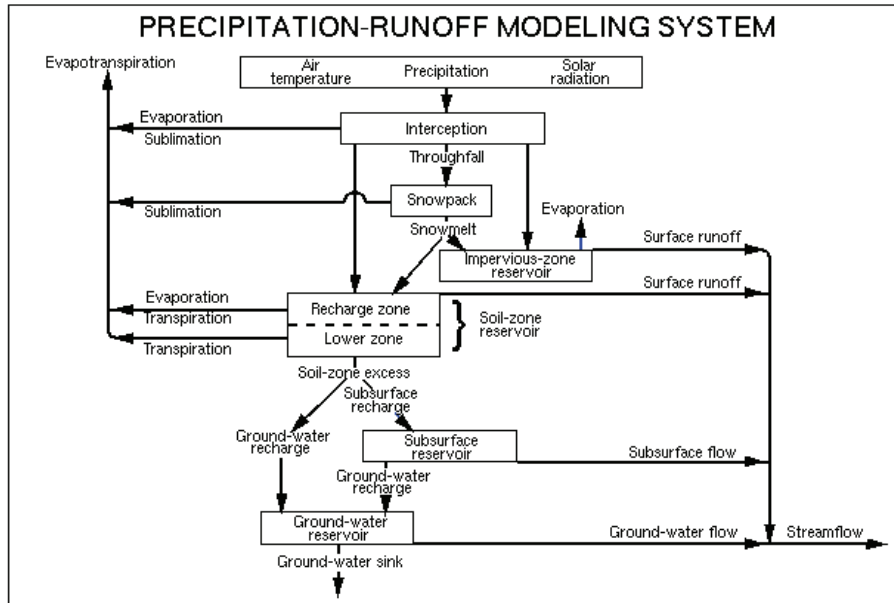 PRECIPITATION-RUNOFF MODELING SYSTEM
Evapotranspiration
Air
temperature
Precipitation
Solar
radiation
Evaporation
Sublimation
Interception
Throughfall
Sublimation
Snowpack
Snowmelt
Evaporation
Impervious-zone
reservoir
Surface runoff
Evaporation
Transpiration
Recharge zone
Surface runoff
Transpiration
Lower zone
Soil-zone
reservoir
Soil-zone excess
Subsurface
recharge
Ground-water
recharge
Subsurface
reservoir
Subsurface flow
Ground-water
recharge
Ground-water
reservoir
Ground-water flow
Streamflow
Ground-water sink